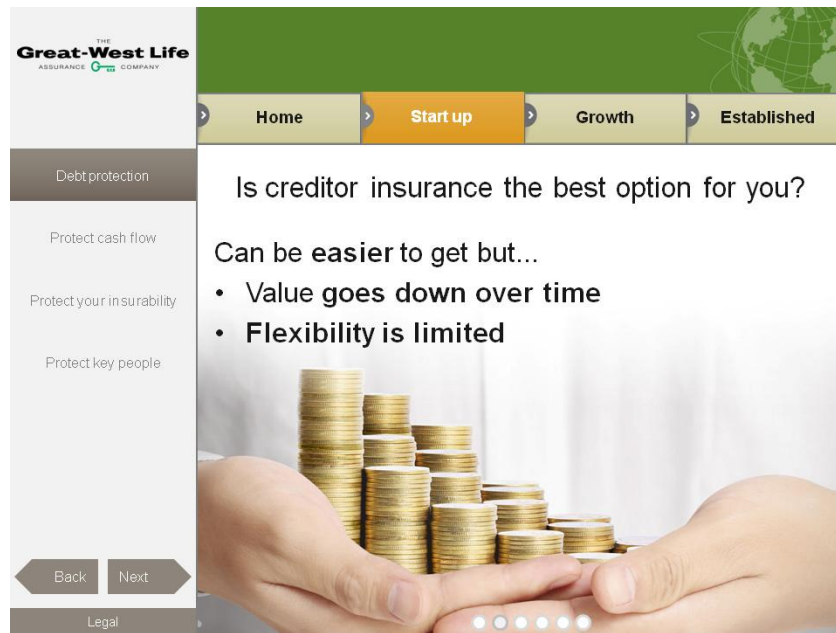 THE
Great-West Life
ASSURANCE COMPANY
Home
Start up
Growth
Established
Debt protection
Protect cash flow
Protect your insurability
Protect key people
Is creditor insurance the best option for you?
Can be easier to get but...
• Value goes down over time
• Flexibility is limited
Back
Next
Legal